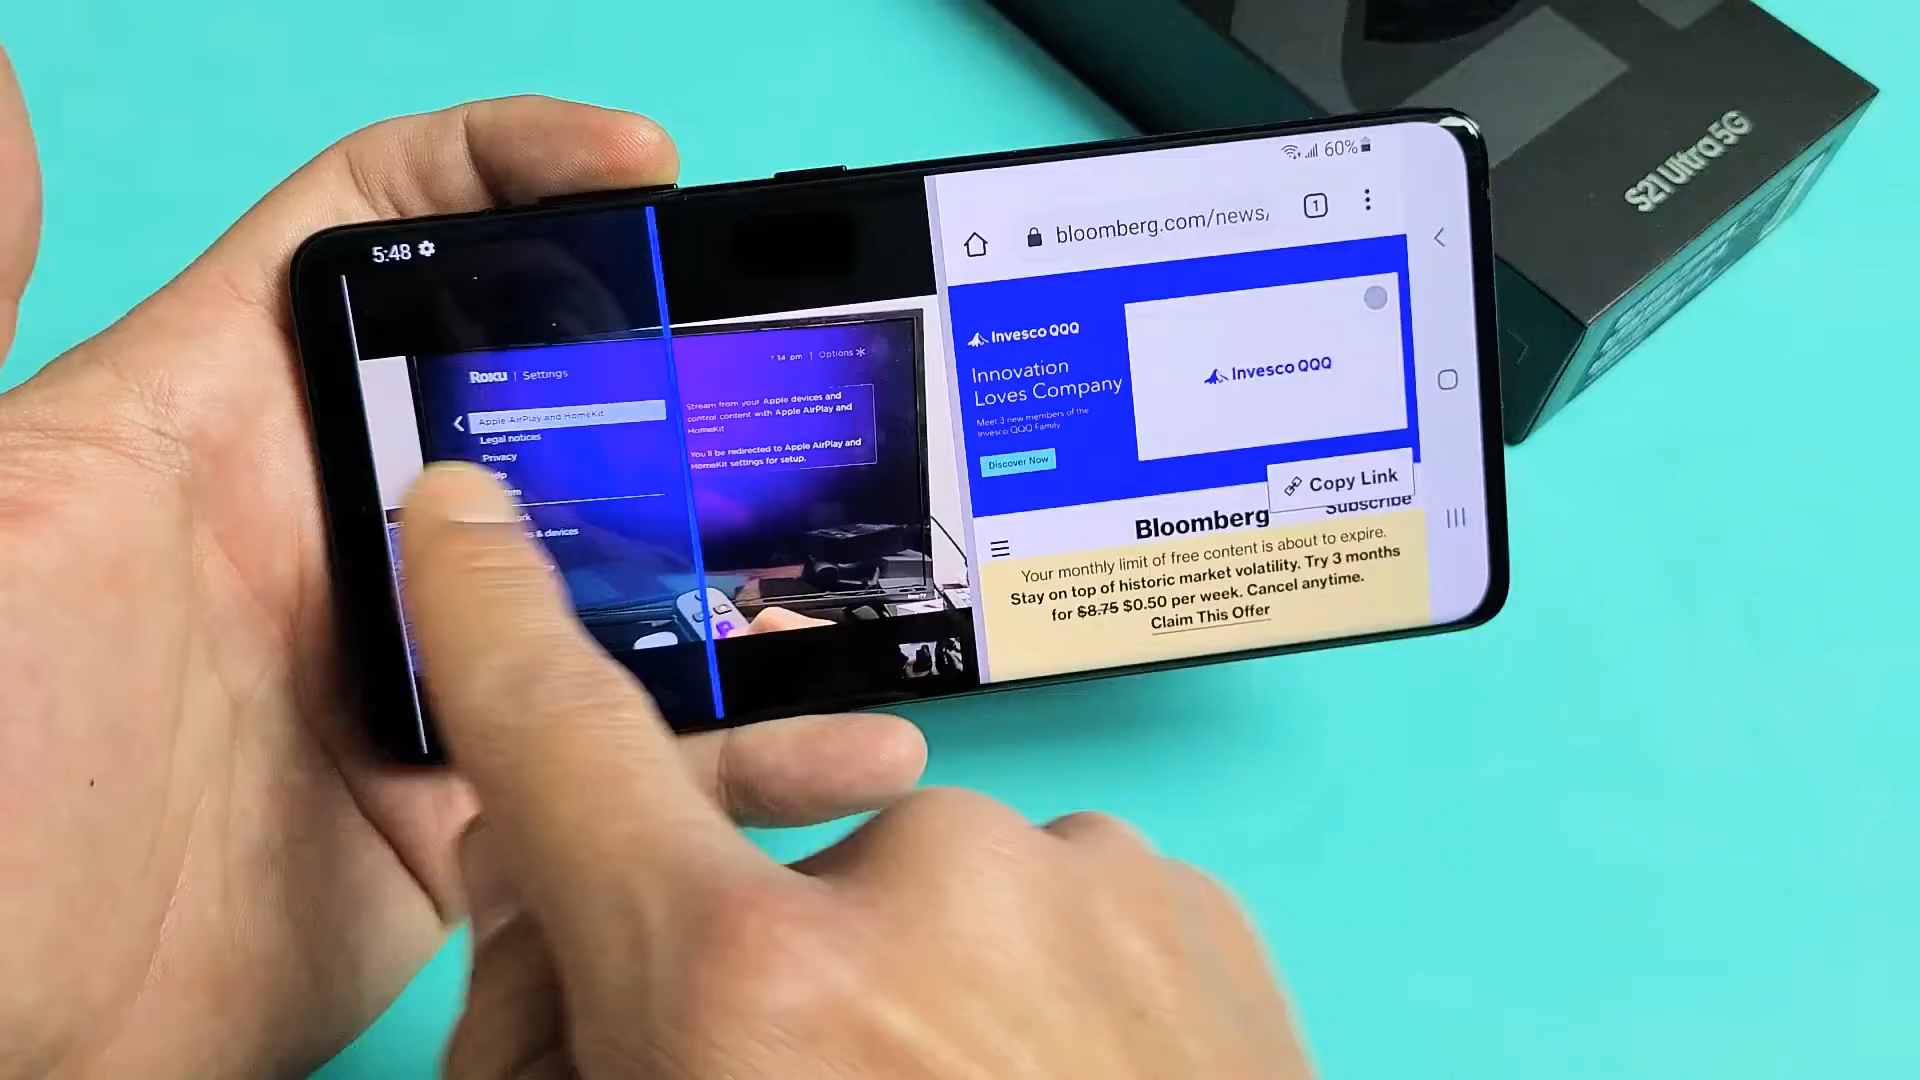 S21 Ultra 5G
5:48
60%
bloomberg.com/news/
1
Invesco QQQ
Innovation
Loves Company
Meet 3 new members of the
Invesco QQQ Family
Discover Now
Invesco QQQ
Copy Link
Bloomberg
Subscribe
Your monthly limit of free content is about to expire.
Stay on top of historic market volatility. Try 3 months
for $8.75 $0.50 per week. Cancel anytime.
Claim This Offer
Roku | Settings
pm | Options
Apple AirPlay and HomeKit
Legal notices
Privacy
& devices
Stream from your Apple devices and
control content with Apple AirPlay and
HomeKit
You'll be redirected to Apple AirPlay and
HomeKit settings for setup.